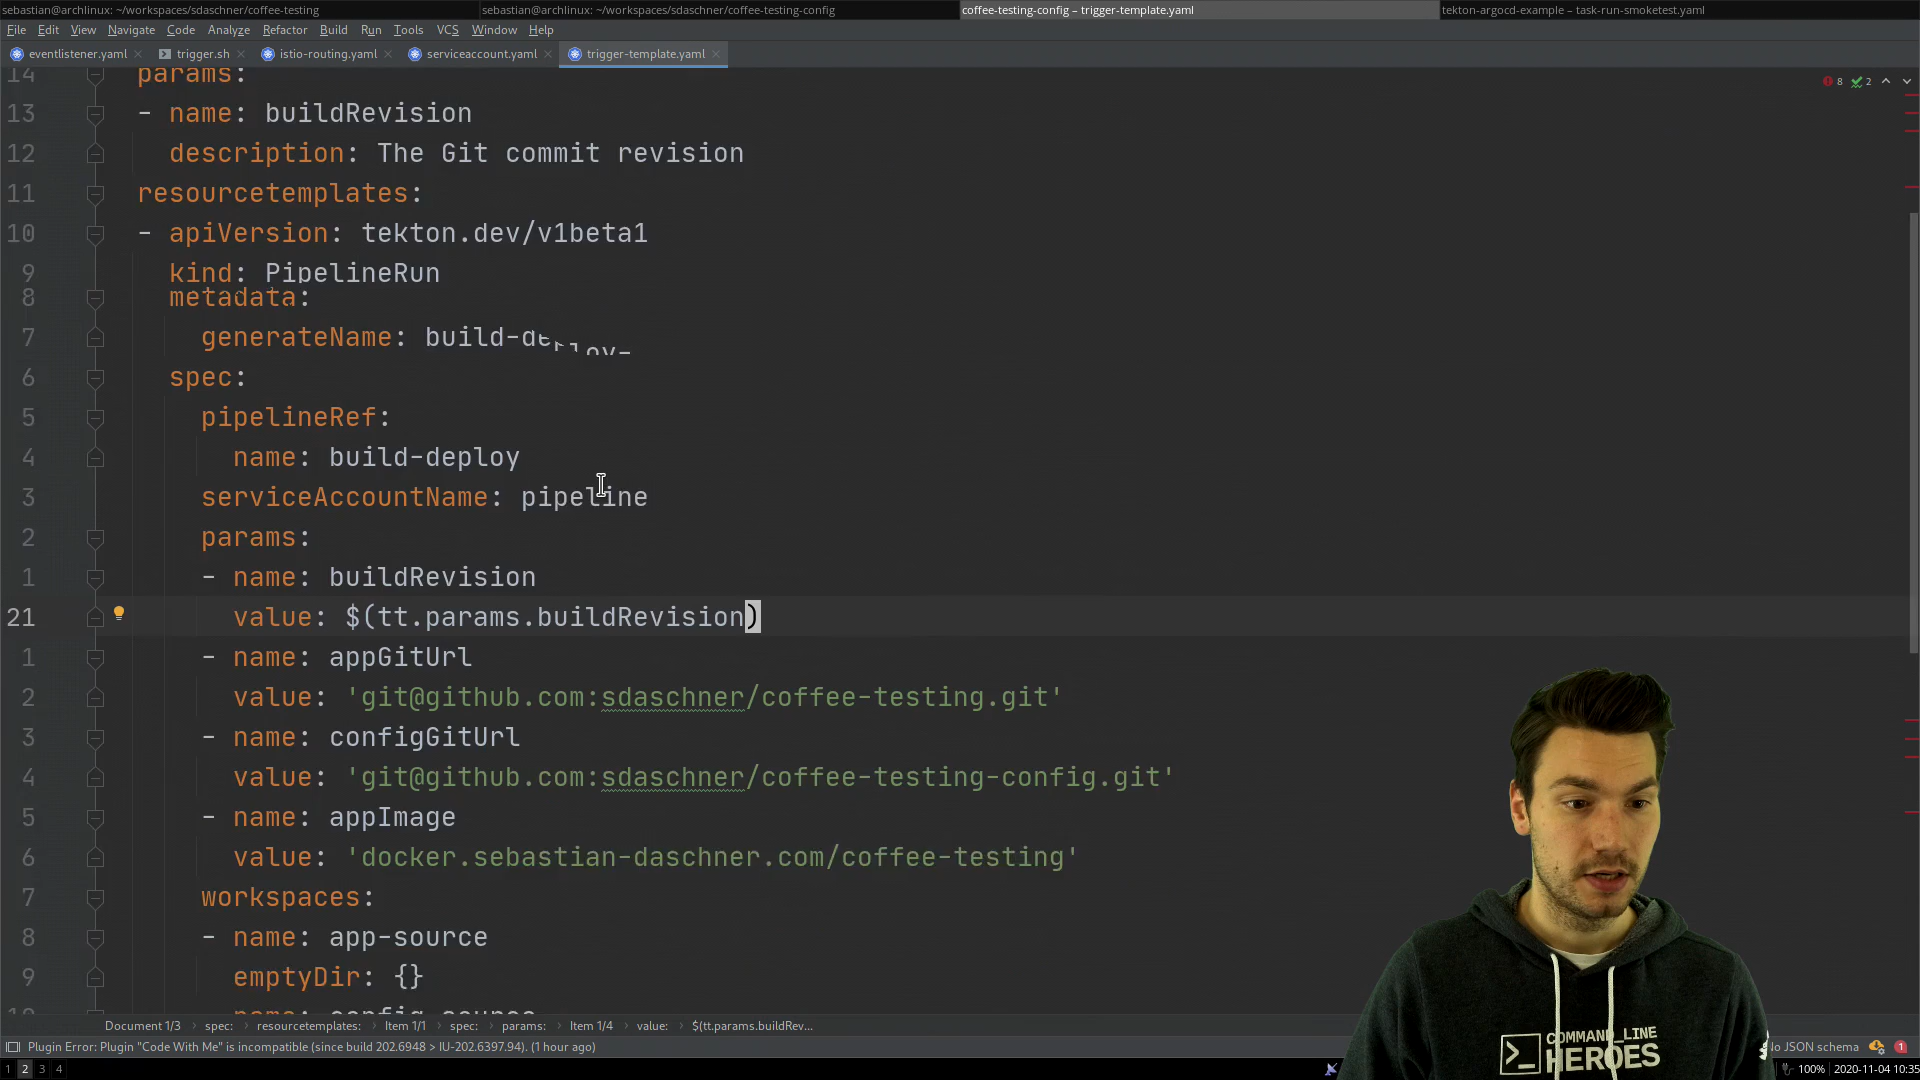 sebastian@archlinux: ~/workspaces/sdaschner/coffee-testing
sebastian@archlinux: ~/workspaces/sdaschner/coffee-testing-config
coffee-testing-config – trigger-template.yaml
tekton-argocd-example – task-run-smoketest.yaml
File Edit View Navigate Code Analyze Refactor Build Run Tools VCS Window Help
eventlistener.yaml trigger.sh istio-routing.yaml serviceaccount.yaml trigger-template.yaml
8 2
14 params:
13 - name: buildRevision
12 description: The Git commit revision
11 resourcetemplates:
10 - apiVersion: tekton.dev/v1beta1
9 kind: PipelineRun
8 metadata:
7 generateName: build-deploy-
6 spec:
5 pipelineRef:
4 name: build-deploy
3 serviceAccountName: pipeline
2 params:
1 - name: buildRevision
21 value: $(tt.params.buildRevision)
1 - name: appGitUrl
2 value: 'git@github.com:sdaschner/coffee-testing.git'
3 - name: configGitUrl
4 value: 'git@github.com:sdaschner/coffee-testing-config.git'
5 - name: appImage
6 value: 'docker.sebastian-daschner.com/coffee-testing'
7 workspaces:
8 - name: app-source
9 emptyDir: {}
10 - name: config-source
Document 1/3 › spec: › resourcetemplates: › Item 1/1 › spec: › params: › Item 1/4 › value: › $(tt.params.buildRev...
Plugin Error: Plugin "Code With Me" is incompatible (since build 202.6948 > IU-202.6397.94). (1 hour ago)
No JSON schema 1
1 2 3 4
100% 2020-11-04 10:35
COMMAND_LINE
HEROES